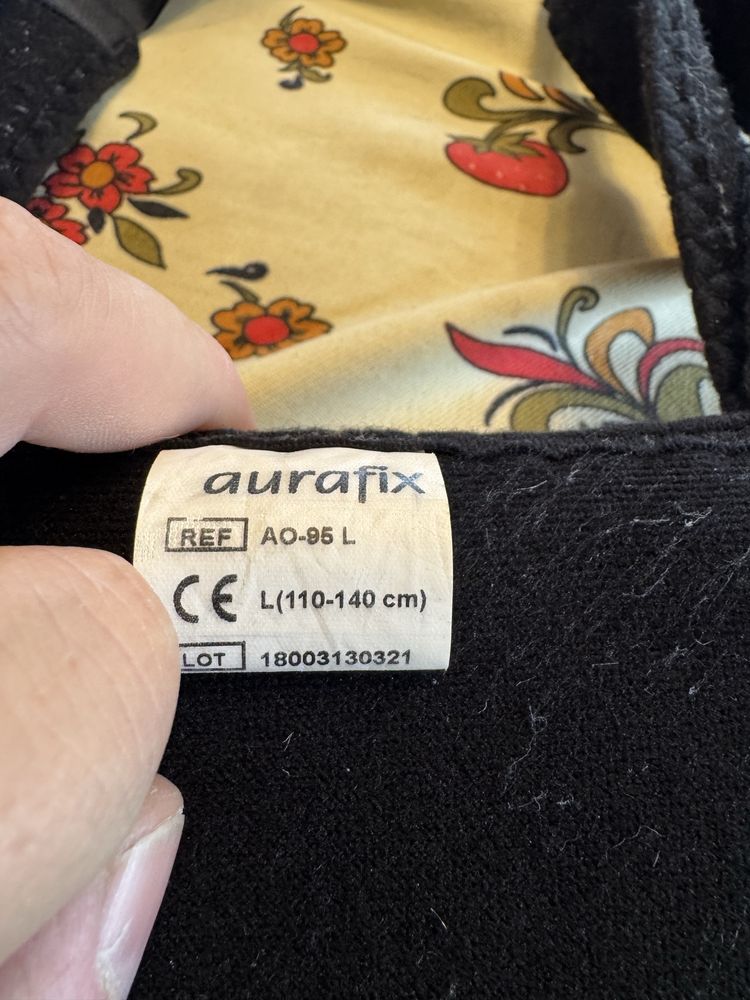 aurafix
REF AO-95 L
CE L(110-140 cm)
LOT 18003130321